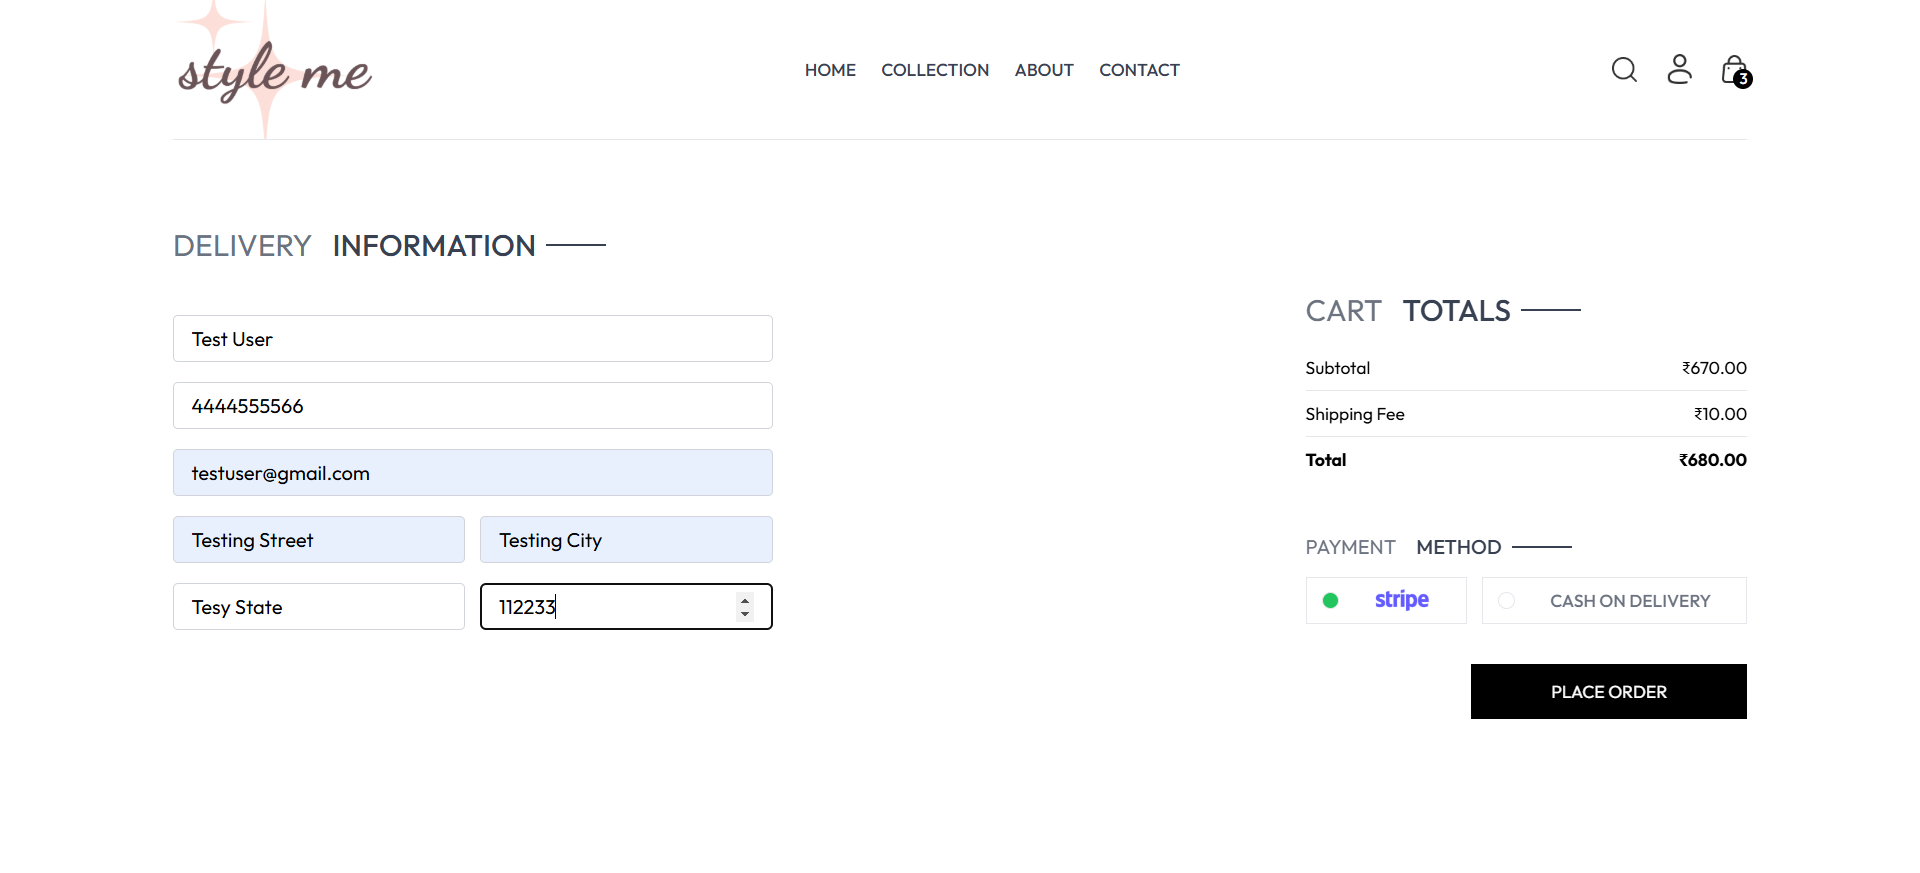 style me
HOME COLLECTION ABOUT CONTACT
3
DELIVERY INFORMATION
Test User
4444555566
testuser@gmail.com
Testing Street Testing City
Tesy State 112233
CART TOTALS
Subtotal ₹670.00
Shipping Fee ₹10.00
Total ₹680.00
PAYMENT METHOD
stripe CASH ON DELIVERY
PLACE ORDER